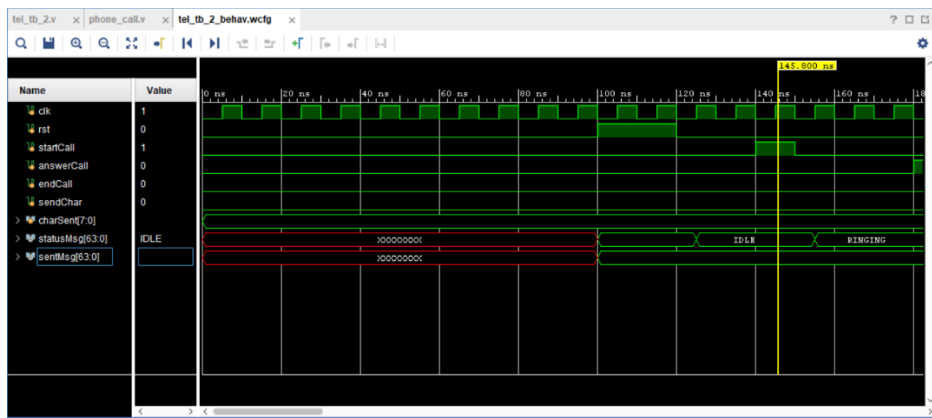 tel_tb_2.v × phone_call.v × tel_tb_2_behav.wcfg ×
145.800 ns
Name Value
0 ns 20 ns 40 ns 60 ns 80 ns 100 ns 120 ns 140 ns 160 ns 18
clk 1
rst 0
startCall 1
answerCall 0
endCall 0
sendChar 0
charSent[7:0]
statusMsg[63:0] IDLE XXXXXXXX IDLE RINGING
sentMsg[63:0] XXXXXXXX